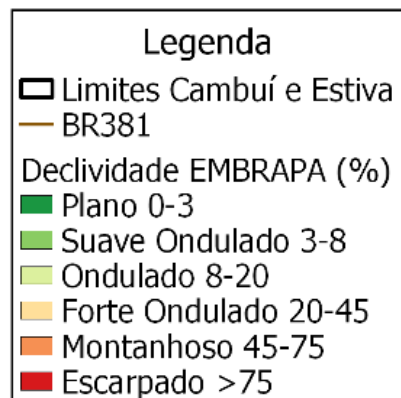 Legenda
Limites Cambuí e Estiva
BR381
Declividade EMBRAPA (%)
Plano 0-3
Suave Ondulado 3-8
Ondulado 8-20
Forte Ondulado 20-45
Montanhoso 45-75
Escarpado >75